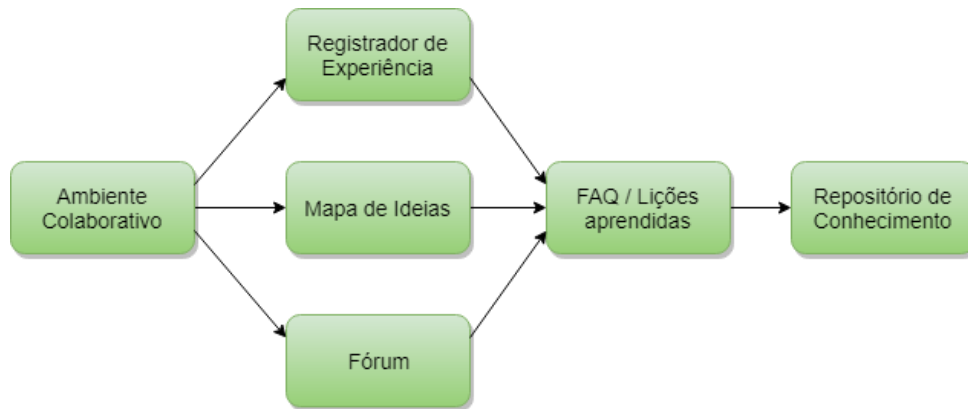 Registrador de
Experiência
Ambiente
Colaborativo
Mapa de Ideias
FAQ / Lições
aprendidas
Repositório de
Conhecimento
Fórum